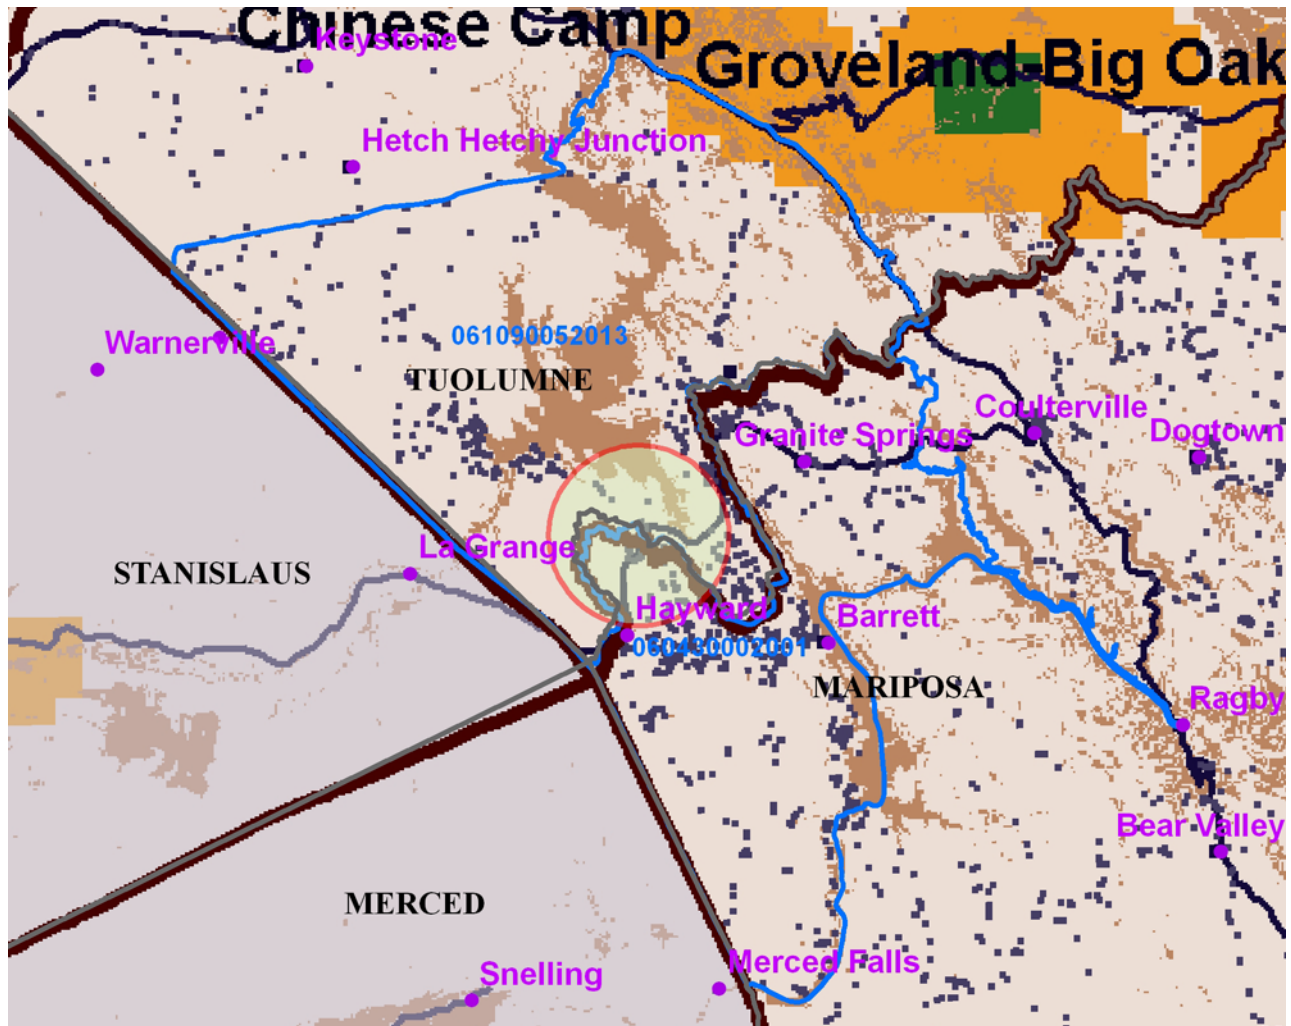 Chinese Camp
Keystone
Groveland-Big Oak
Hetch Hetchy Junction
061090052013
Warnerville
TUOLUMNE
Coulterville
Granite Springs
Dogtown
La Grange
STANISLAUS
Hayward
Barrett
060430002001
MARIPOSA
Ragby
Bear Valley
MERCED
Merced Falls
Snelling